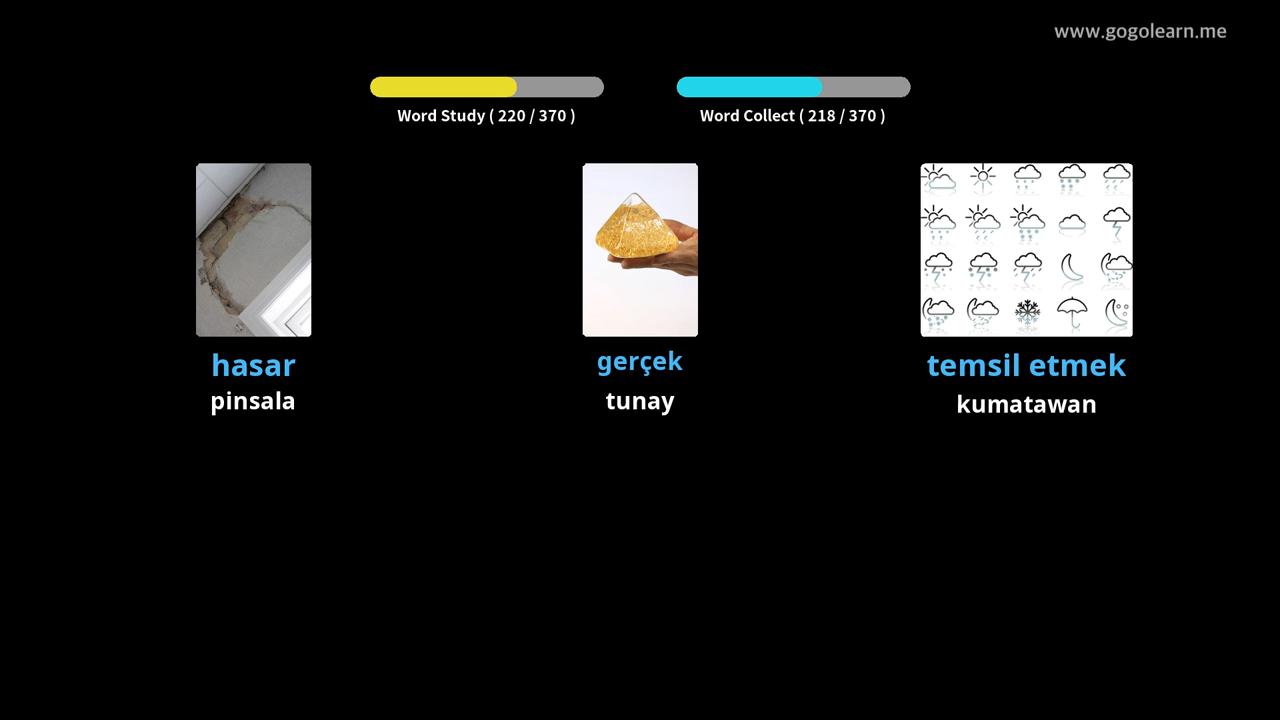 www.gogolearn.me
Word Study ( 220 / 370 )
Word Collect ( 218 / 370 )
hasar
pinsala
gerçek
tunay
temsil etmek
kumatawan